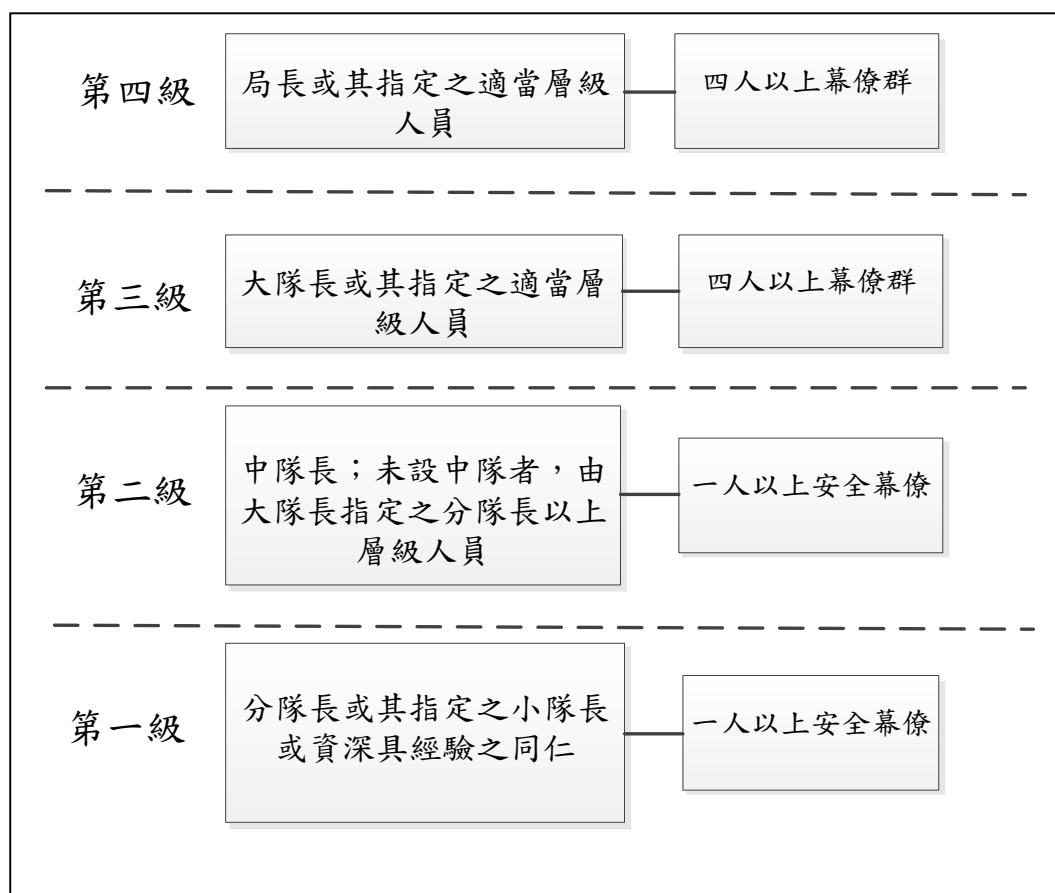 第四級
局長或其指定之適當層級
人員
四人以上幕僚群
第三級
大隊長或其指定之適當層
級人員
四人以上幕僚群
第二級
中隊長；未設中隊者，由
大隊長指定之分隊長以上
層級人員
一人以上安全幕僚
第一級
分隊長或其指定之小隊長
或資深具經驗之同仁
一人以上安全幕僚